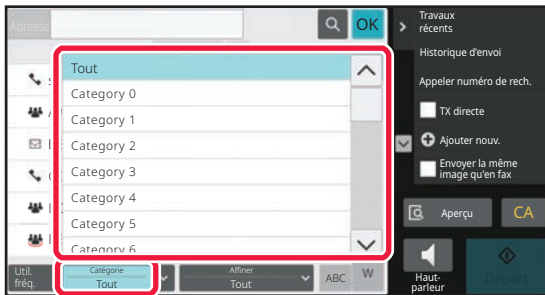 Adresse
OK
Tout
Category 0
Category 1
Category 2
Category 3
Category 4
Category 5
Category 6
Util.
fréq.
Catégorie
Tout
Affiner
Tout
ABC
W
Travaux
récents
Historique d'envoi
Appeler numéro de rech.
TX directe
Ajouter nouv.
Envoyer la même
image qu'en fax
Aperçu
CA
Haut-
parleur
Départ